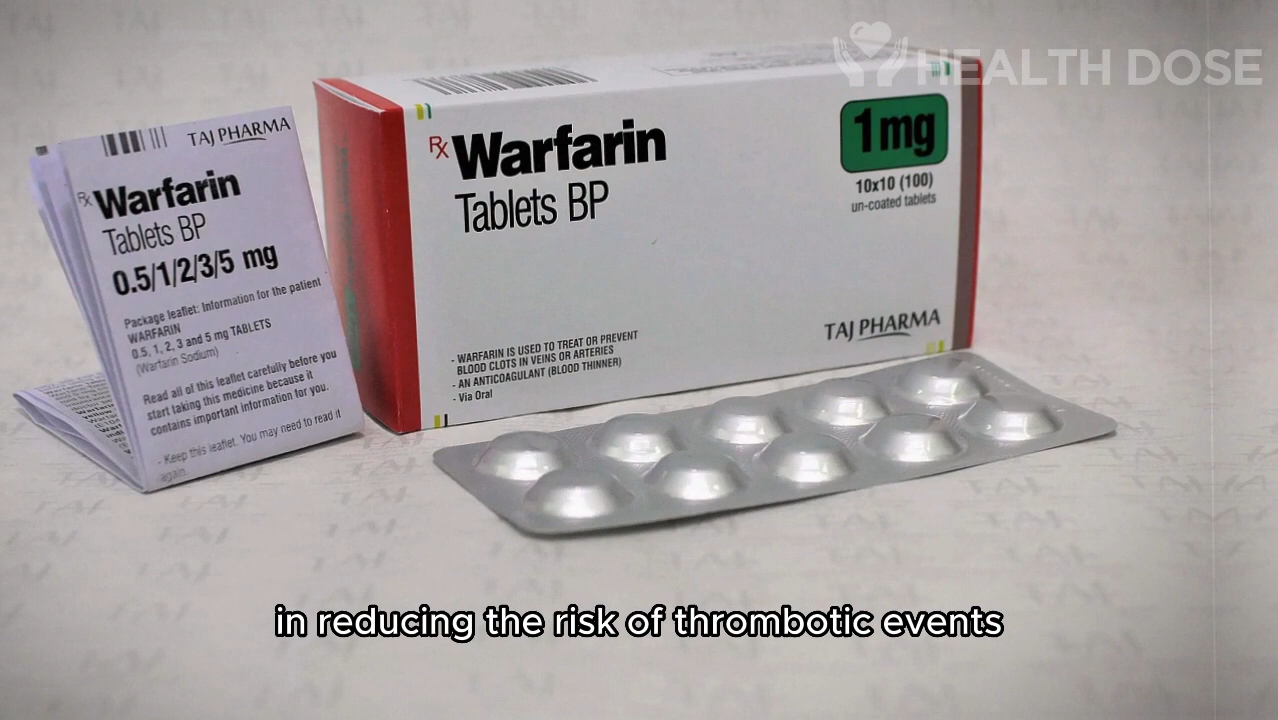 HEALTH DOSE
TAJ PHARMA
Rx Warfarin
Tablets BP
0.5/1/2/3/5 mg
Package leaflet: Information for the patient
WARFARIN
0.5, 1, 2, 3 and 5 mg TABLETS
(Warfarin Sodium)
Read all of this leaflet carefully before you
start taking this medicine because it
contains important information for you.
- Keep this leaflet. You may need to read it
again.
Rx Warfarin
Tablets BP
1 mg
10x10 (100)
un-coated tablets
- WARFARIN IS USED TO TREAT OR PREVENT
BLOOD CLOTS IN VEINS OR ARTERIES
- AN ANTICOAGULANT (BLOOD THINNER)
- Via Oral
TAJ PHARMA
in reducing the risk of thrombotic events